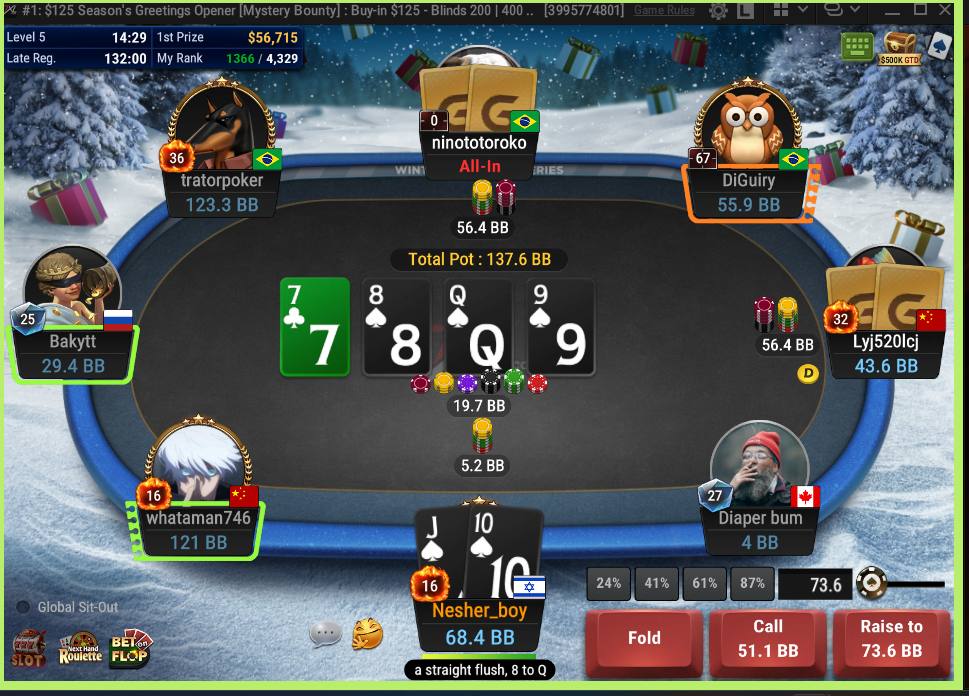 #1: $125 Season's Greetings Opener [Mystery Bounty] : Buy-in $125 - Blinds 200 | 400 .. [3995774801] Game Rules
Level 5 14:29 1st Prize $56,715
Late Reg. 132:00 My Rank 1366 / 4,329
$500K GTD
0
ninototoroko
All-In
56.4 BB
36
tratorpoker
123.3 BB
67
DiGuiry
55.9 BB
Total Pot : 137.6 BB
25
Bakytt
29.4 BB
7 7
8 8
Q Q
9 9
19.7 BB
5.2 BB
56.4 BB
D
32
Lyj520lcj
43.6 BB
16
whataman746
121 BB
27
Diaper bum
4 BB
J
10 10
16
Nesher_boy
68.4 BB
a straight flush, 8 to Q
Global Sit-Out
SLOT
Next Hand Roulette
BET on FLOP
24% 41% 61% 87% 73.6
Fold
Call
51.1 BB
Raise to
73.6 BB